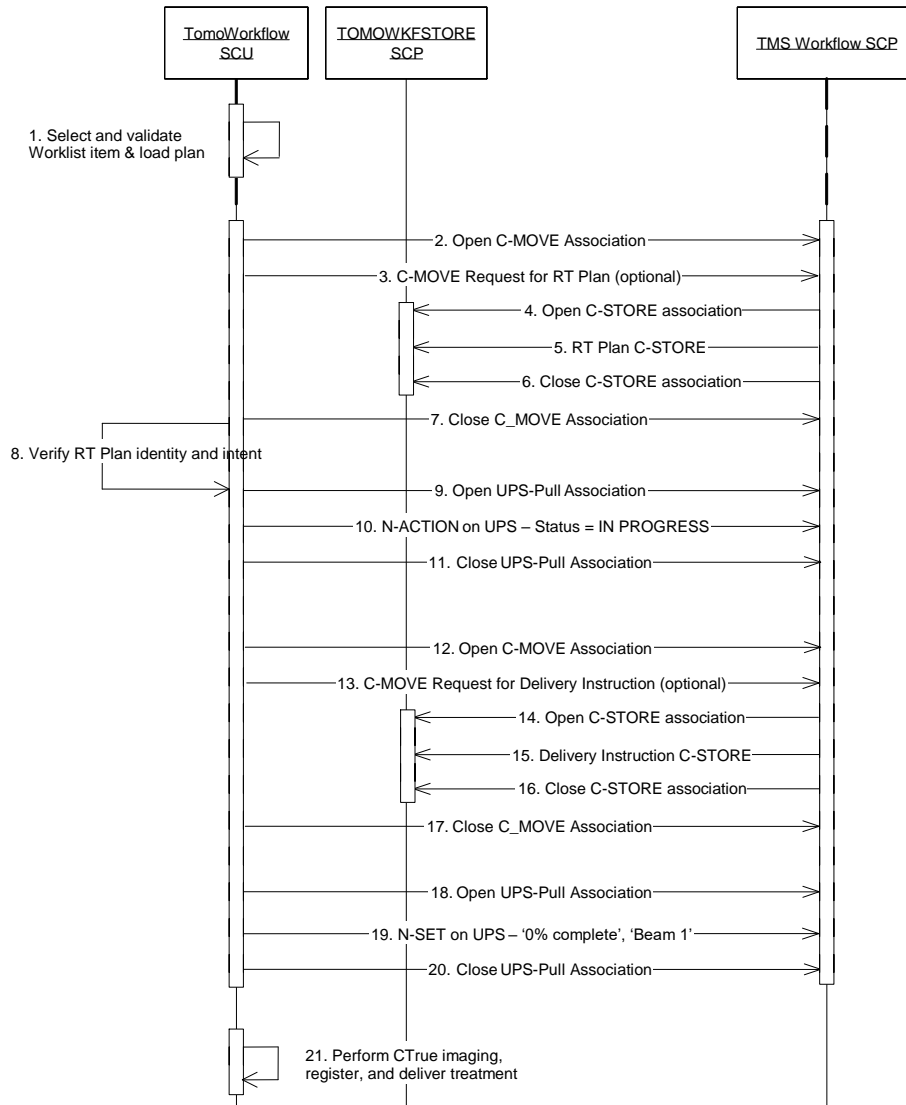 TomoWorkflow
SCU
TOMOWKFSTORE
SCP
TMS Workflow SCP
1. Select and validate
Worklist item & load plan
2. Open C-MOVE Association
3. C-MOVE Request for RT Plan (optional)
4. Open C-STORE association
5. RT Plan C-STORE
6. Close C-STORE association
7. Close C_MOVE Association
8. Verify RT Plan identity and intent
9. Open UPS-Pull Association
10. N-ACTION on UPS – Status = IN PROGRESS
11. Close UPS-Pull Association
12. Open C-MOVE Association
13. C-MOVE Request for Delivery Instruction (optional)
14. Open C-STORE association
15. Delivery Instruction C-STORE
16. Close C-STORE association
17. Close C_MOVE Association
18. Open UPS-Pull Association
19. N-SET on UPS – ‘0% complete’, ‘Beam 1’
20. Close UPS-Pull Association
21. Perform CTrue imaging,
register, and deliver treatment